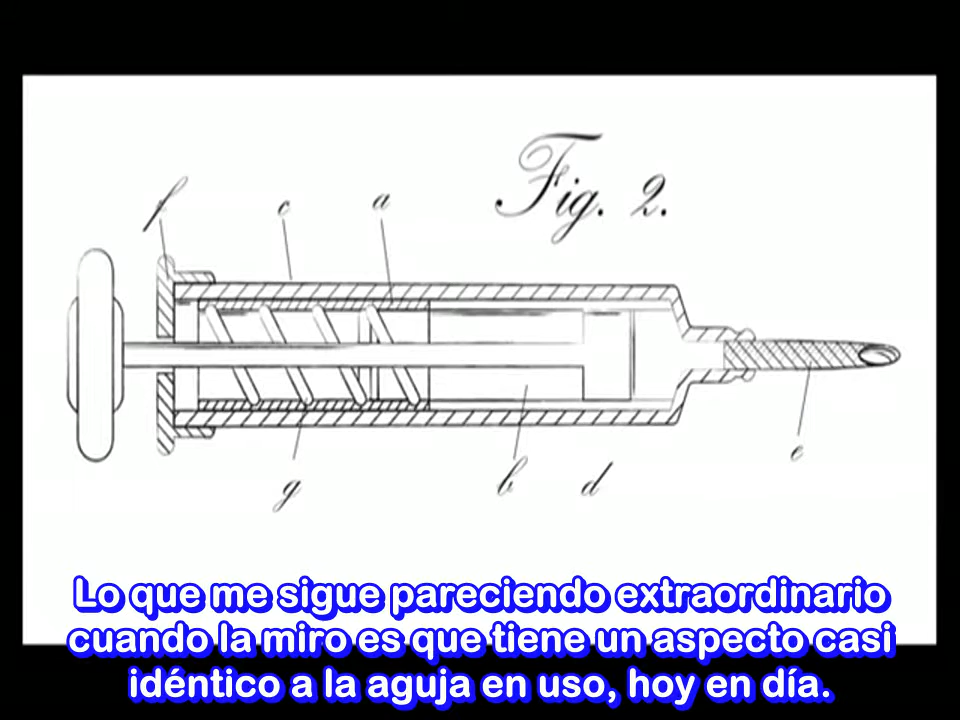 Fig. 2.
f c a
g b d e
Lo que me sigue pareciendo extraordinario
cuando la miro es que tiene un aspecto casi
idéntico a la aguja en uso, hoy en día.